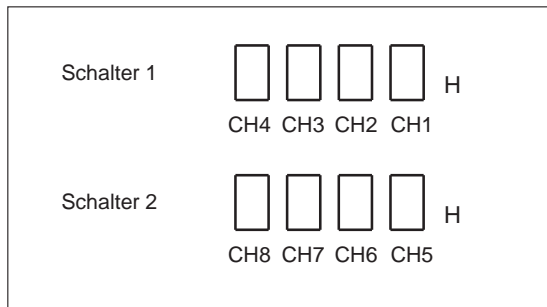 Schalter 1 H
CH4 CH3 CH2 CH1
Schalter 2 H
CH8 CH7 CH6 CH5